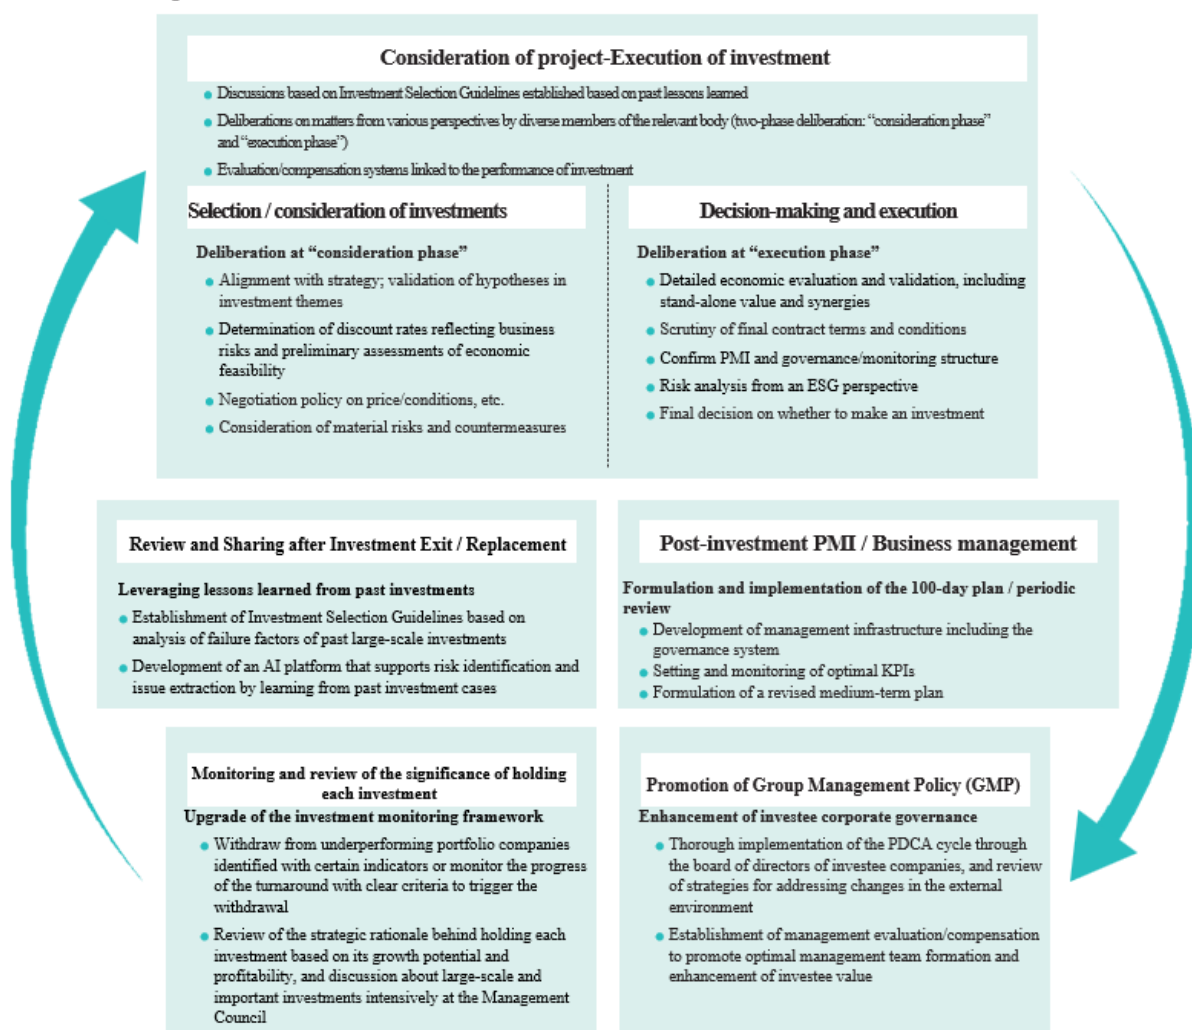 Consideration of project-Execution of investment
Discussions based on Investment Selection Guidelines established based on past lessons learned
Deliberations on matters from various perspectives by diverse members of the relevant body (two-phase deliberation: “consideration phase”
and “execution phase”)
Evaluation/compensation systems linked to the performance of investment
Selection / consideration of investments
Deliberation at “consideration phase”
Alignment with strategy; validation of hypotheses in
investment themes
Determination of discount rates reflecting business
risks and preliminary assessments of economic
feasibility
Negotiation policy on price/conditions, etc.
Consideration of material risks and countermeasures
Decision-making and execution
Deliberation at “execution phase”
Detailed economic evaluation and validation, including
stand-alone value and synergies
Scrutiny of final contract terms and conditions
Confirm PMI and governance/monitoring structure
Risk analysis from an ESG perspective
Final decision on whether to make an investment
Review and Sharing after Investment Exit / Replacement
Leveraging lessons learned from past investments
Establishment of Investment Selection Guidelines based on
analysis of failure factors of past large-scale investments
Development of an AI platform that supports risk identification and
issue extraction by learning from past investment cases
Post-investment PMI / Business management
Formulation and implementation of the 100-day plan / periodic
review
Development of management infrastructure including the
governance system
Setting and monitoring of optimal KPIs
Formulation of a revised medium-term plan
Monitoring and review of the significance of holding
each investment
Upgrade of the investment monitoring framework
Withdraw from underperforming portfolio companies
identified with certain indicators or monitor the progress
of the turnaround with clear criteria to trigger the
withdrawal
Review of the strategic rationale behind holding each
investment based on its growth potential and
profitability, and discussion about large-scale and
important investments intensively at the Management
Council
Promotion of Group Management Policy (GMP)
Enhancement of investee corporate governance
Thorough implementation of the PDCA cycle through
the board of directors of investee companies, and review
of strategies for addressing changes in the external
environment
Establishment of management evaluation/compensation
to promote optimal management team formation and
enhancement of investee value